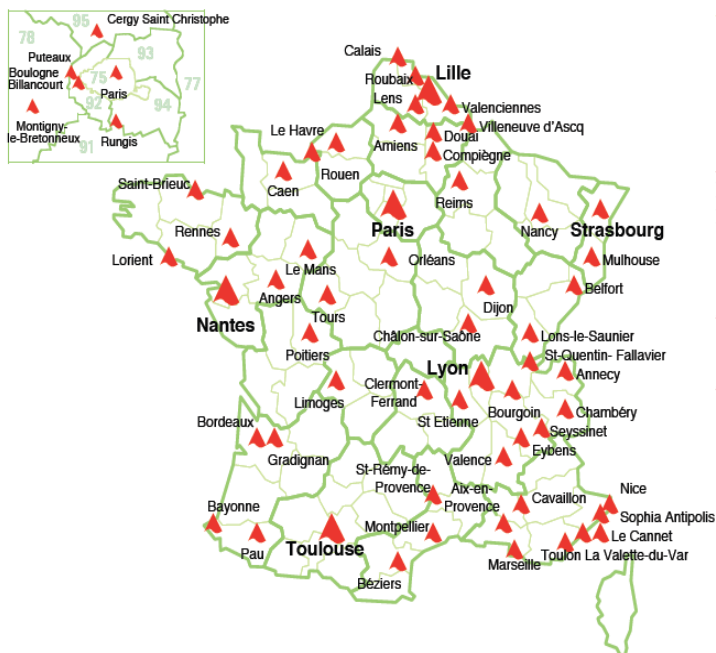 Cergy Saint Christophe
95
78
93
Puteaux
75
77
Boulogne
Billancourt
Paris
92
94
Montigny-
le-Bretonneux
91
Rungis
Calais
Roubaix
Lille
Lens
Valenciennes
Villeneuve d'Ascq
Le Havre
Amiens
Douai
Compiègne
Rouen
Caen
Reims
Saint-Brieuc
Paris
Nancy
Strasbourg
Rennes
Lorient
Le Mans
Orléans
Mulhouse
Angers
Belfort
Nantes
Tours
Dijon
Châlon-sur-Saône
Lons-le-Saunier
Poitiers
St-Quentin- Fallavier
Lyon
Annecy
Clermont-
Ferrand
Limoges
Bourgoin
Chambéry
St Etienne
Bordeaux
Seyssinet
Eybens
Gradignan
Valence
St-Rémy-de-
Provence
Aix-en-
Provence
Cavaillon
Nice
Bayonne
Sophia Antipolis
Montpellier
Le Cannet
Pau
Toulouse
Toulon La Valette-du-Var
Marseille
Béziers